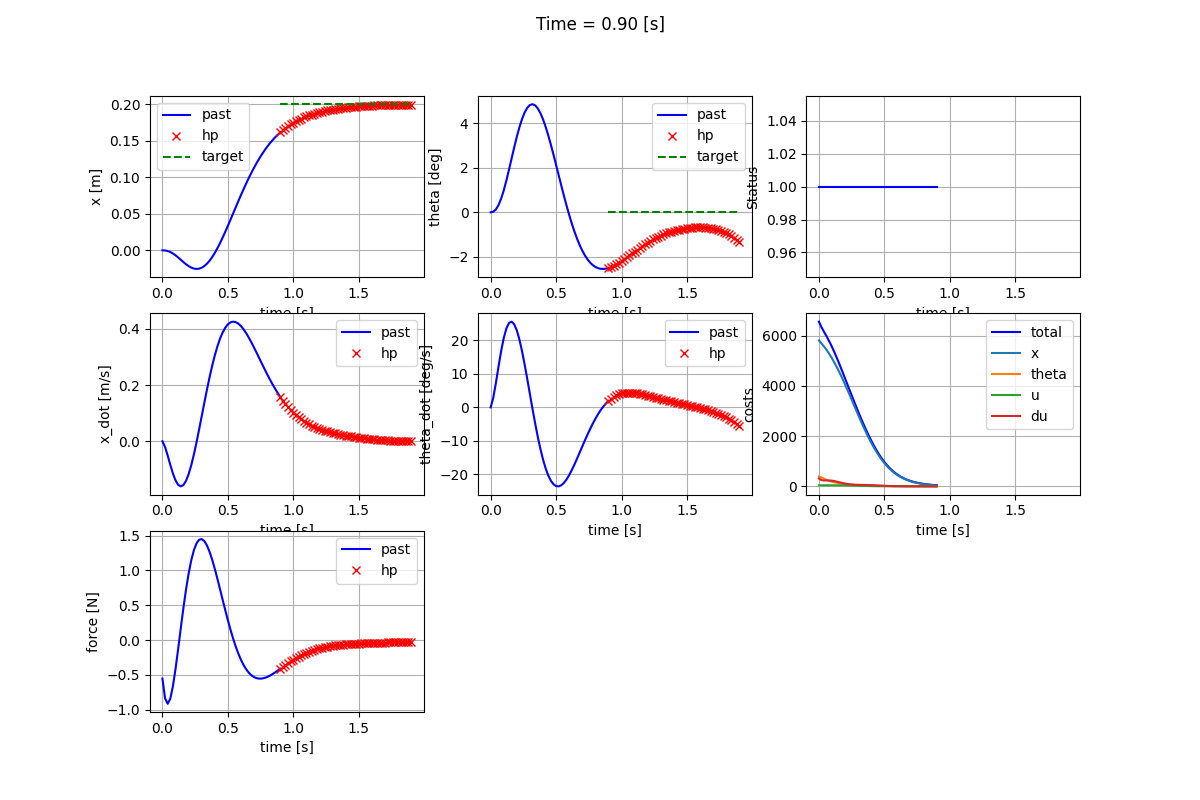 Time = 0.90 [s]
x [m]
0.20
0.15
0.10
0.05
0.00
past
hp
target
0.0 0.5 1.0 1.5
time [s]
theta [deg]
4
2
0
−2
past
hp
target
0.0 0.5 1.0 1.5
time [s]
Status
1.04
1.02
1.00
0.98
0.96
0.0 0.5 1.0 1.5
time [s]
x_dot [m/s]
0.4
0.2
0.0
past
hp
0.0 0.5 1.0 1.5
time [s]
theta_dot [deg/s]
20
10
0
−10
−20
past
hp
0.0 0.5 1.0 1.5
time [s]
costs
6000
4000
2000
0
total
x
theta
u
du
0.0 0.5 1.0 1.5
time [s]
force [N]
1.5
1.0
0.5
0.0
−0.5
−1.0
past
hp
0.0 0.5 1.0 1.5
time [s]